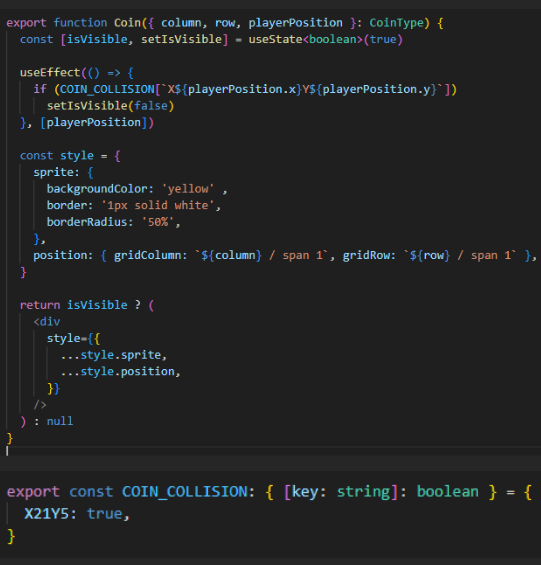 export function Coin({ column, row, playerPosition }: CoinType) {
  const [isVisible, setIsVisible] = useState<boolean>(true)

  useEffect(() => {
    if (COIN_COLLISION[`X${playerPosition.x}Y${playerPosition.y}`])
      setIsVisible(false)
  }, [playerPosition])

  const style = {
    sprite: {
      backgroundColor: 'yellow' ,
      border: '1px solid white',
      borderRadius: '50%',
    },
    position: { gridColumn: `${column} / span 1`, gridRow: `${row} / span 1` },
  }

  return isVisible ? (
    <div
      style={{
        ...style.sprite,
        ...style.position,
      }}
    />
  ) : null
}

export const COIN_COLLISION: { [key: string]: boolean } = {
  X21Y5: true,
}